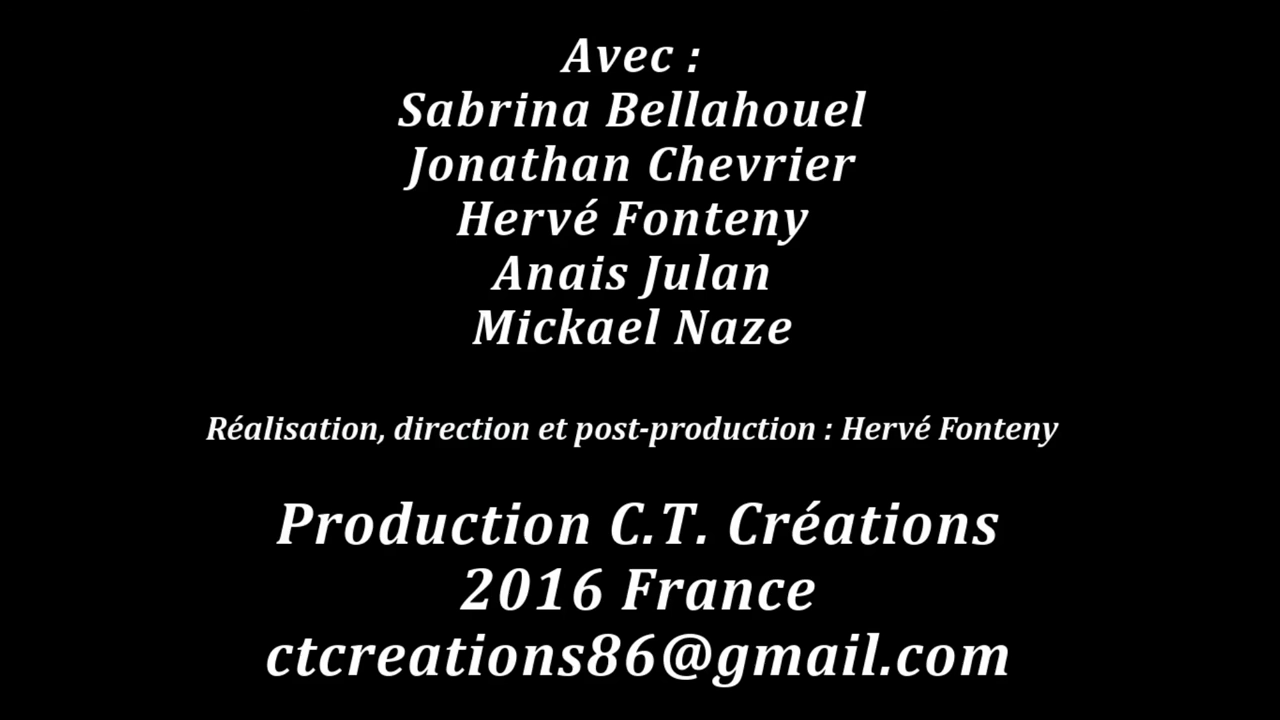 Avec :
Sabrina Bellahouel
Jonathan Chevrier
Hervé Fonteny
Anais Julan
Mickael Naze
Réalisation, direction et post-production : Hervé Fonteny
Production C.T. Créations
2016 France
ctcreations86@gmail.com